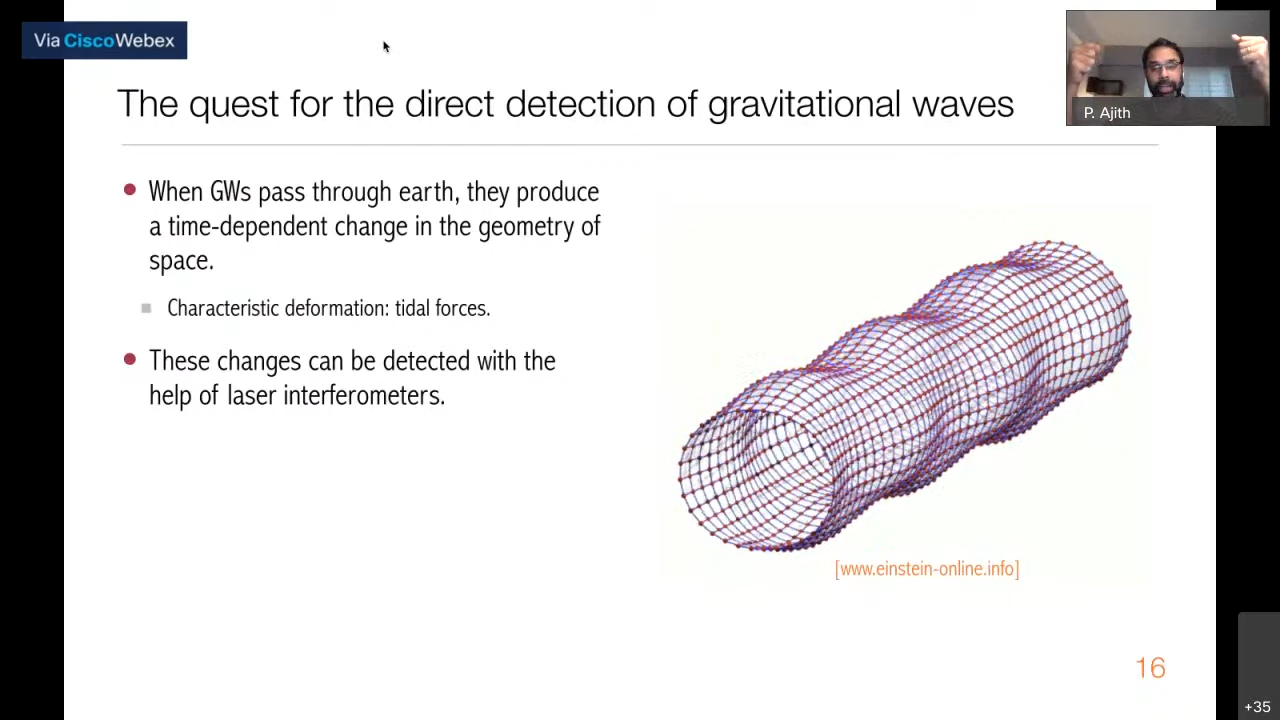 Via Cisco Webex
P. Ajith
The quest for the direct detection of gravitational waves
When GWs pass through earth, they produce
a time-dependent change in the geometry of
space.
Characteristic deformation: tidal forces.
These changes can be detected with the
help of laser interferometers.
[www.einstein-online.info]
16
+35